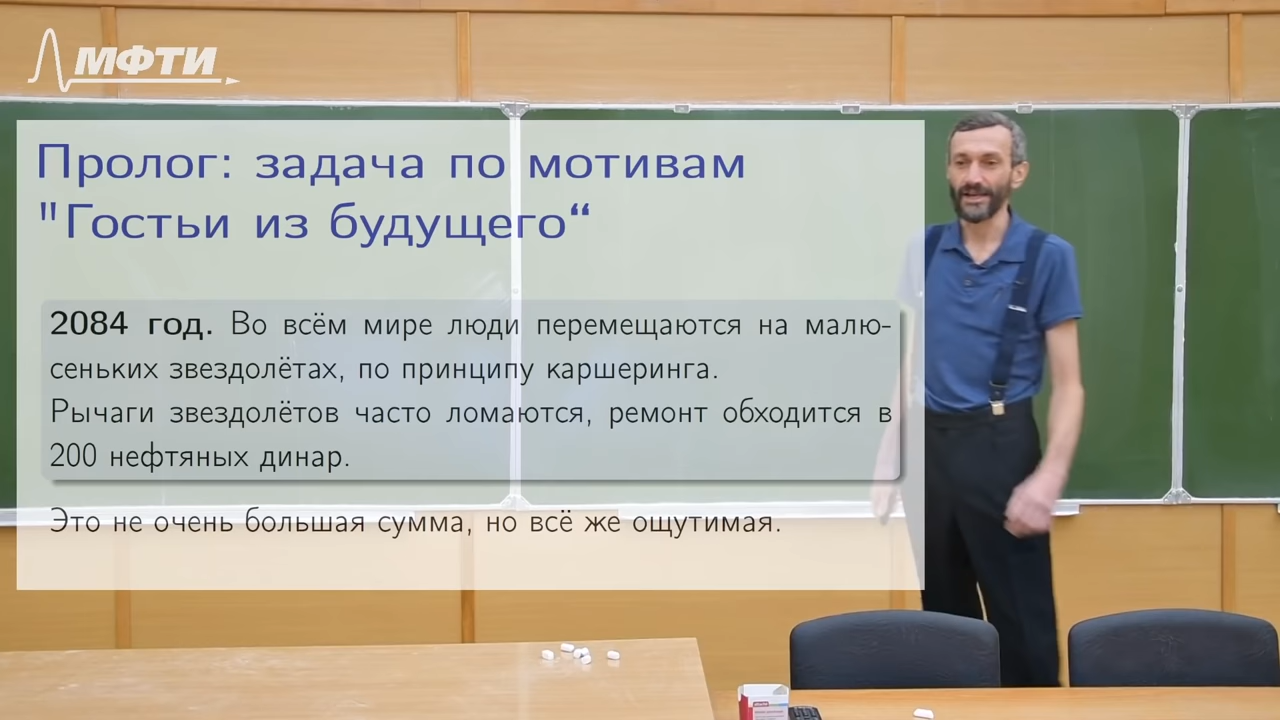 МФТИ
Пролог: задача по мотивам
"Гостьи из будущего“
2084 год. Во всём мире люди перемещаются на малю-
сеньких звездолётах, по принципу каршеринга.
Рычаги звездолётов часто ломаются, ремонт обходится в
200 нефтяных динар.
Это не очень большая сумма, но всё же ощутимая.